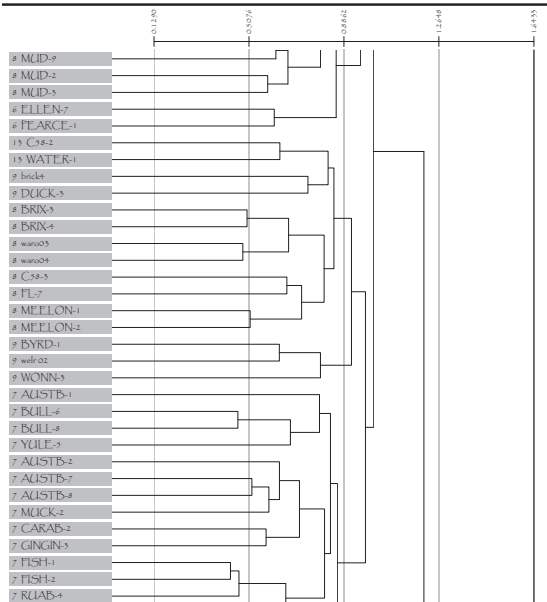 0.1290 0.5076 0.8862 1.2648 1.6433
8 MUD-9
8 MUD-2
8 MUD-3
6 ELLEN-7
6 PEARCE-1
13 C58-2
13 WATER-1
9 brick4
9 DUCK-3
8 BRIX-3
8 BRIX-4
8 waro03
8 waro04
8 C58-3
8 FL-7
8 MEELON-1
8 MEELON-2
9 BYRD-1
9 welr02
9 WONN-3
7 AUSTB-1
7 BULL-6
7 BULL-8
7 YULE-5
7 AUSTB-2
7 AUSTB-7
7 AUSTB-8
7 MUCK-2
7 CARAB-2
7 GINGIN-3
7 FISH-1
7 FISH-2
7 RUAB-4